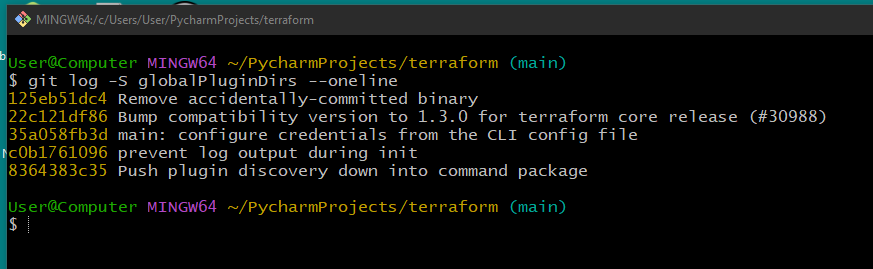 MINGW64:/c/Users/User/PycharmProjects/terraform
User@Computer MINGW64 ~/PycharmProjects/terraform (main)
$ git log -S globalPluginDirs --oneline
125eb51dc4 Remove accidentally-committed binary
22c121df86 Bump compatibility version to 1.3.0 for terraform core release (#30988)
35a058fb3d main: configure credentials from the CLI config file
c0b1761096 prevent log output during init
8364383c35 Push plugin discovery down into command package
User@Computer MINGW64 ~/PycharmProjects/terraform (main)
$